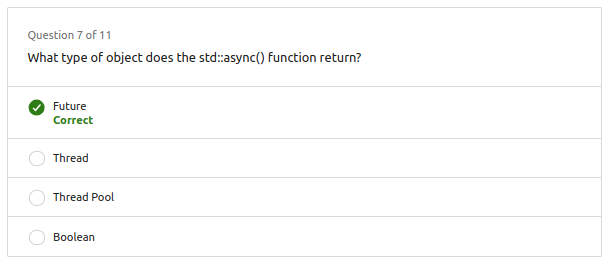 Question 7 of 11
What type of object does the std::async() function return?
Future
Correct
Thread
Thread Pool
Boolean